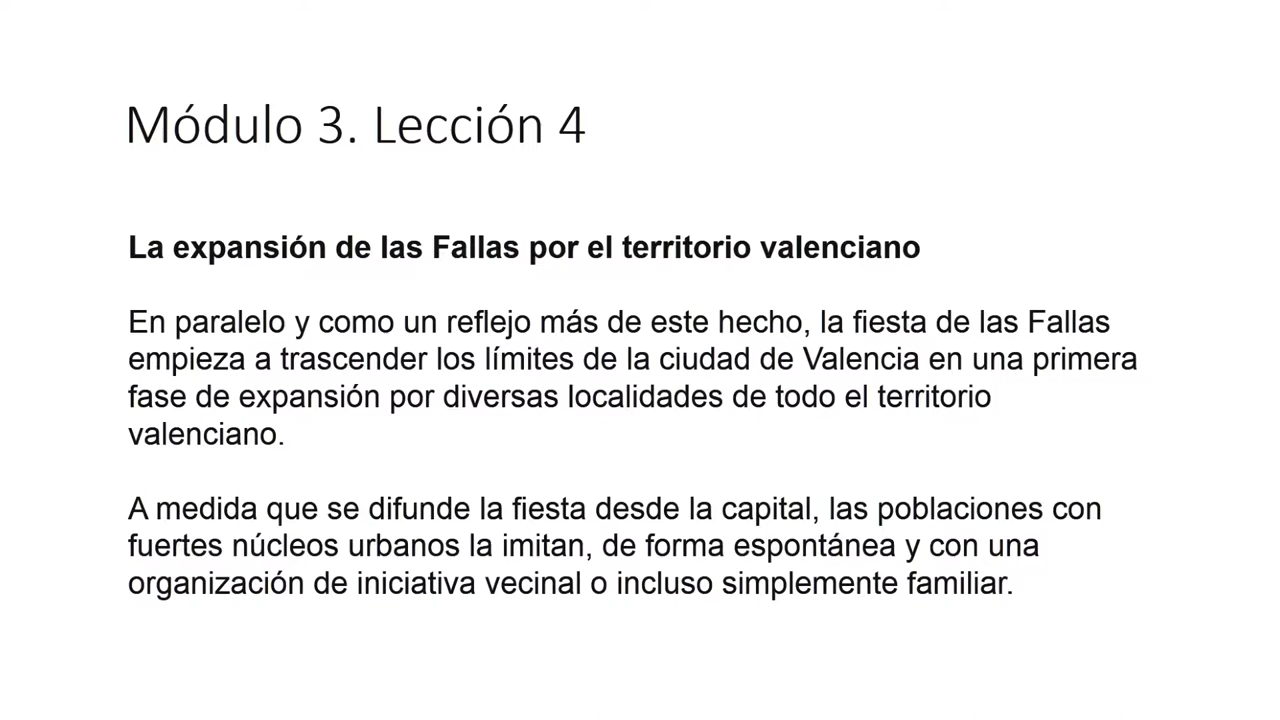 Módulo 3. Lección 4
La expansión de las Fallas por el territorio valenciano
En paralelo y como un reflejo más de este hecho, la fiesta de las Fallas
empieza a trascender los límites de la ciudad de Valencia en una primera
fase de expansión por diversas localidades de todo el territorio
valenciano.
A medida que se difunde la fiesta desde la capital, las poblaciones con
fuertes núcleos urbanos la imitan, de forma espontánea y con una
organización de iniciativa vecinal o incluso simplemente familiar.